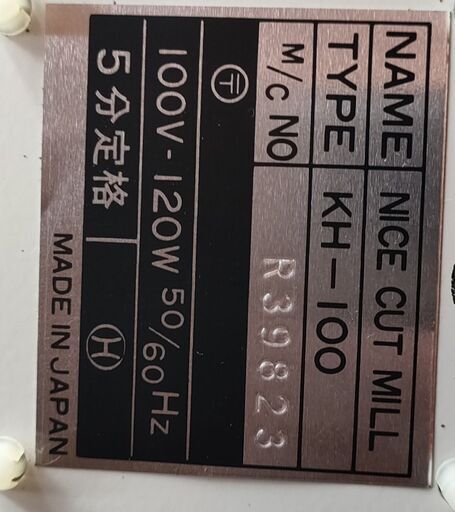 NAME NICE CUT MILL
TYPE KH-100
M/C NO R39823
〒
100V-120W 50/60Hz
5分定格 H
MADE IN JAPAN